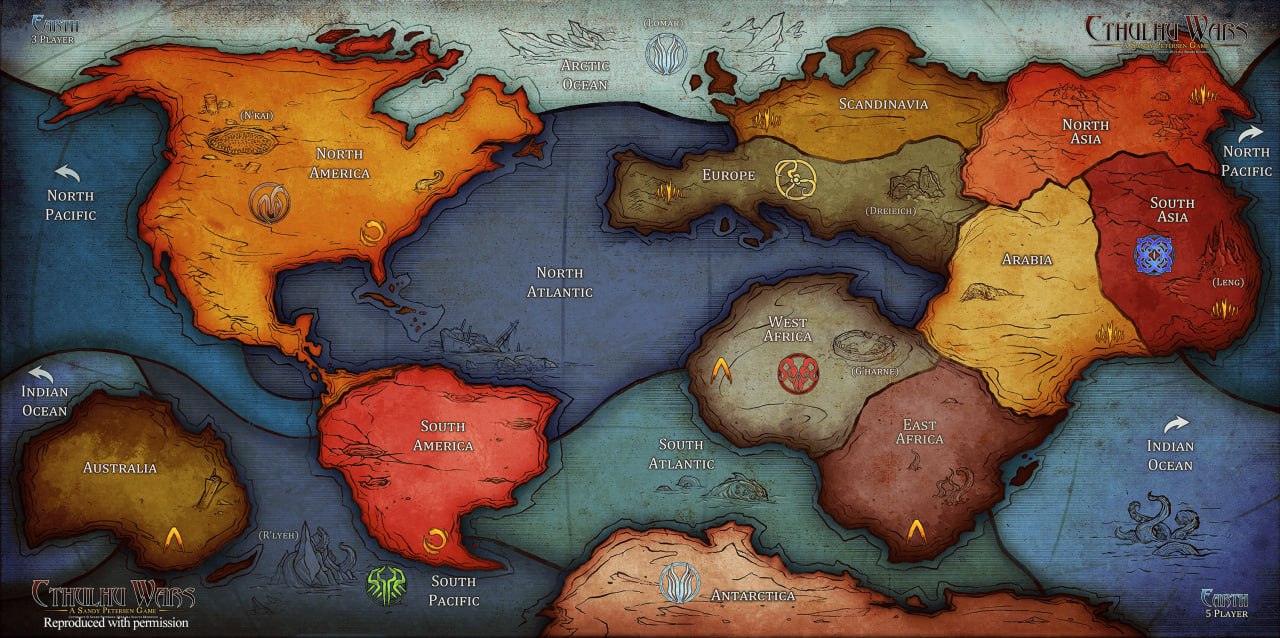 Earth
3 Player
(Lomar)
Cthulhu Wars
A Sandy Petersen Game
Arctic
Ocean
Scandinavia
(N'kai)
North
America
North
Asia
North
Pacific
North
Pacific
Europe
(Dreieich)
South
Asia
Arabia
(Leng)
North
Atlantic
West
Africa
(G'harne)
Indian
Ocean
Australia
South
America
South
Atlantic
East
Africa
Indian
Ocean
(R'lyeh)
South
Pacific
Antarctica
Cthulhu Wars
A Sandy Petersen Game
Reproduced with permission
Earth
5 Player